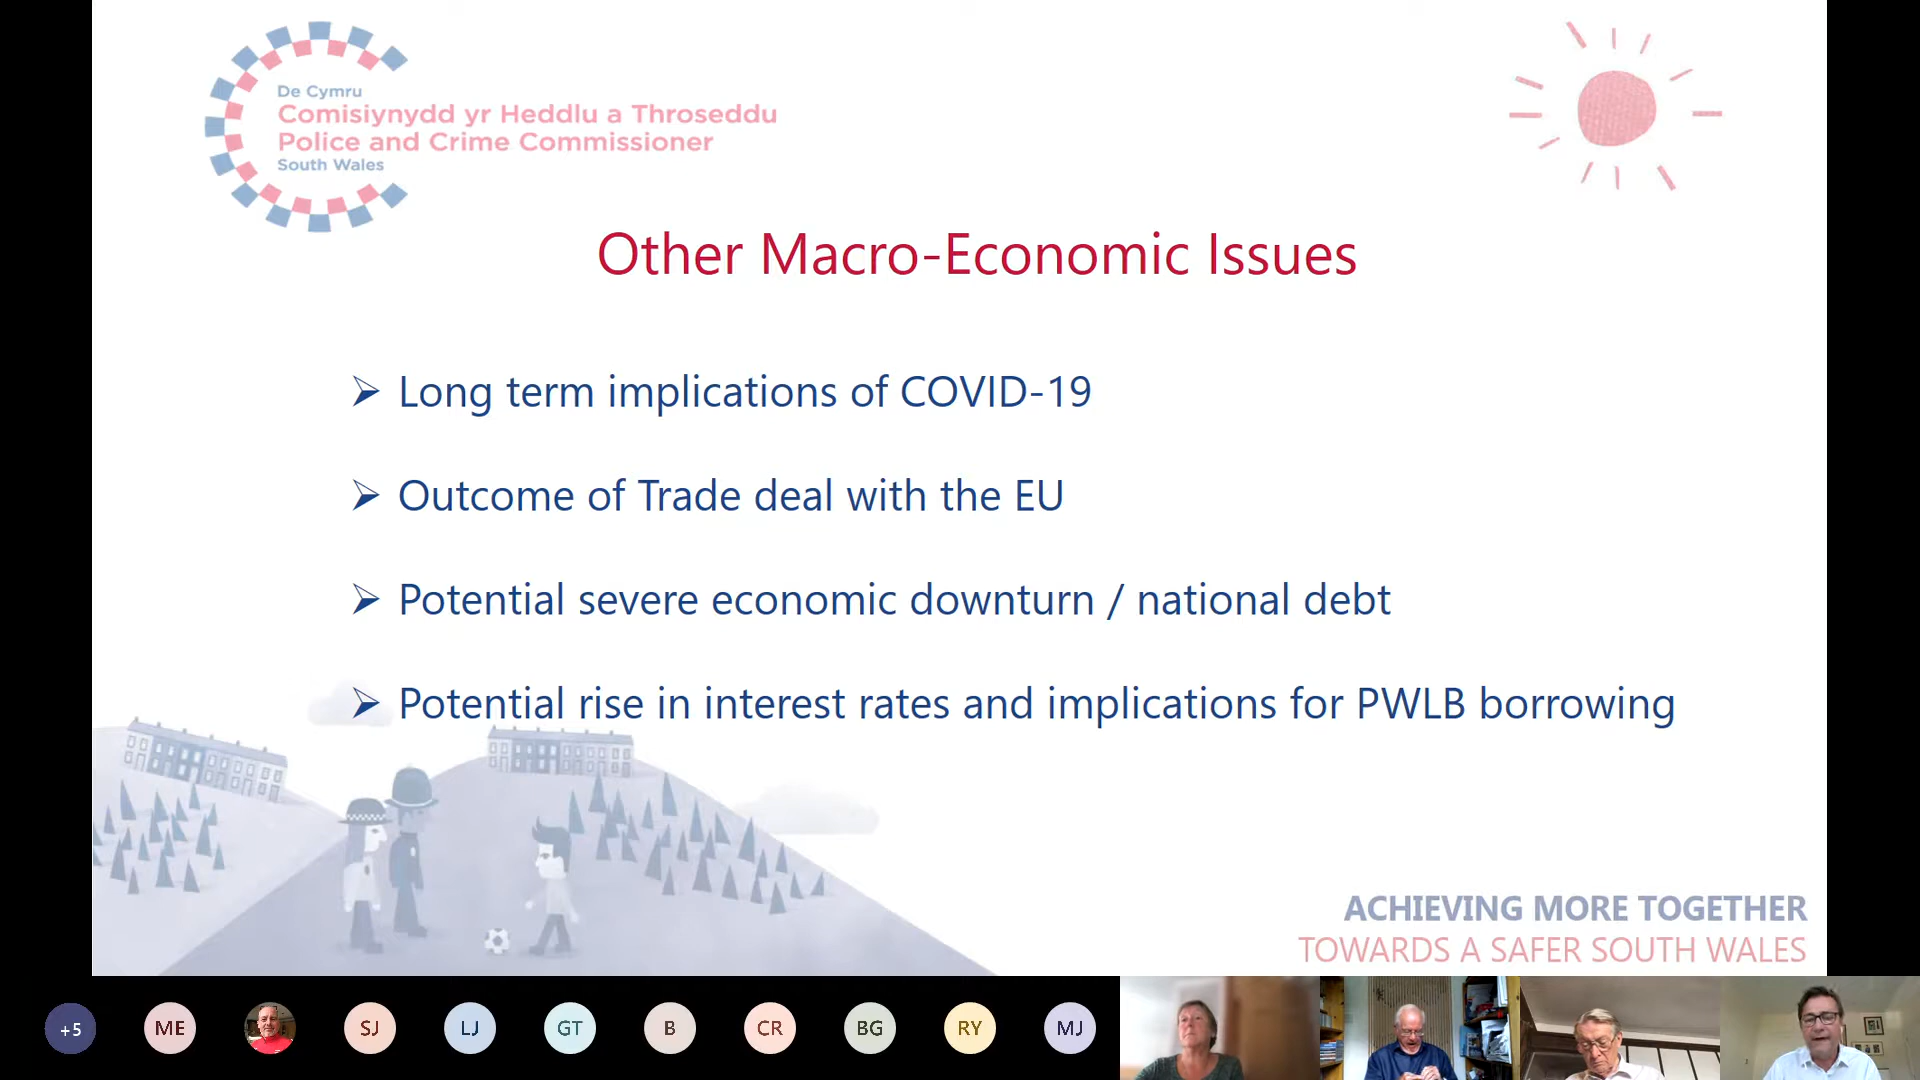 De Cymru
Comisiynydd yr Heddlu a Throseddu
Police and Crime Commissioner
South Wales
Other Macro-Economic Issues
Long term implications of COVID-19
Outcome of Trade deal with the EU
Potential severe economic downturn / national debt
Potential rise in interest rates and implications for PWLB borrowing
ACHIEVING MORE TOGETHER
TOWARDS A SAFER SOUTH WALES
+5 ME SJ LJ GT B CR BG RY MJ